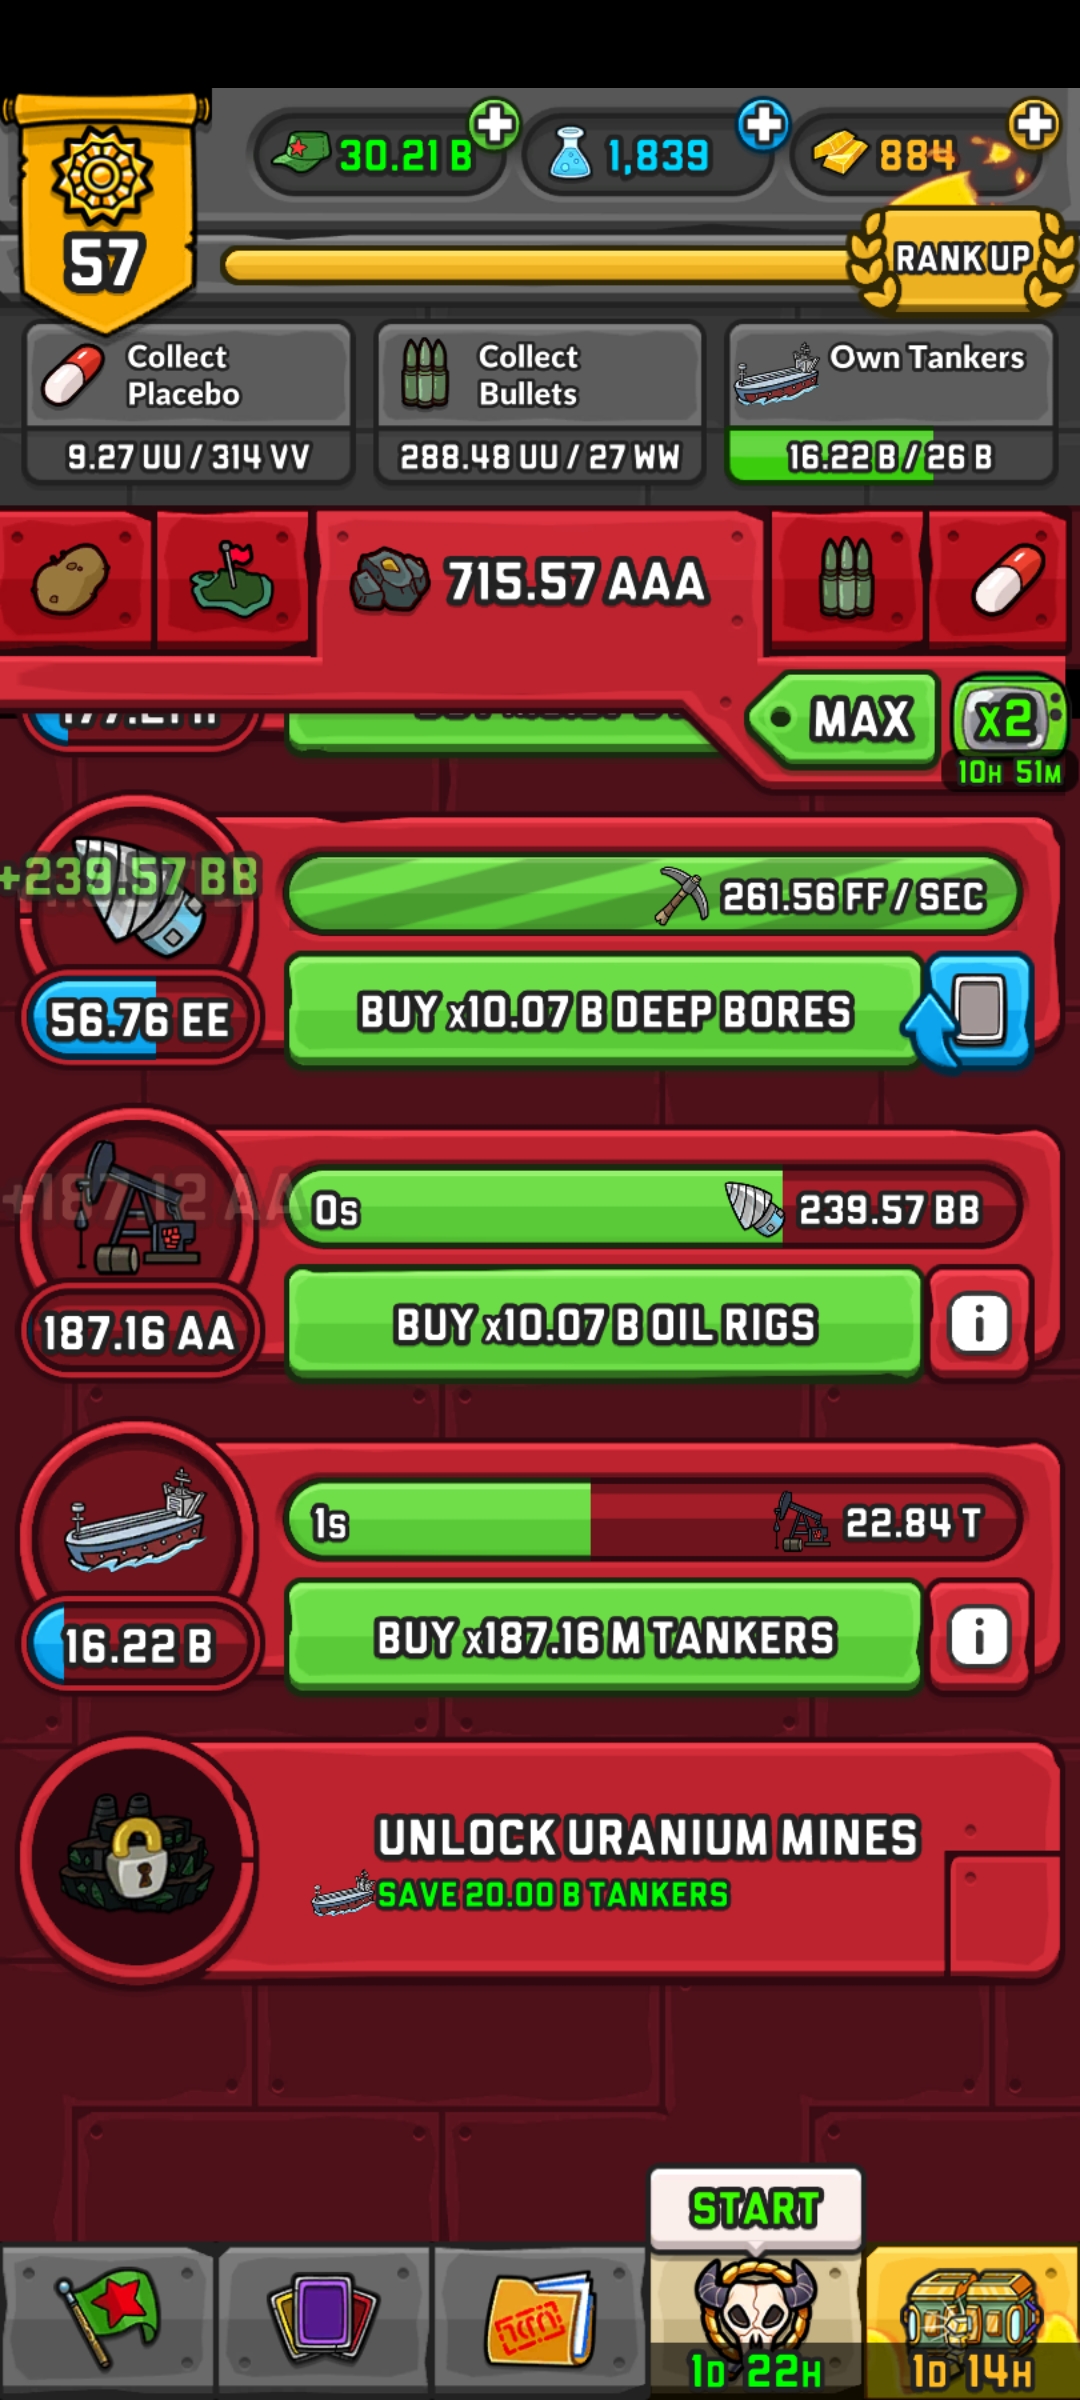 57
30.21 B
1,839
884
RANK UP
Collect
Placebo
9.27 UU / 314 VV
Collect
Bullets
288.48 UU / 27 WW
Own Tankers
16.22 B / 26 B
715.57 AAA
MAX
x2
10H 51M
+239.57 BB
261.56 FF / SEC
56.76 EE
BUY x10.07 B DEEP BORES
+187.12 AA
0s
239.57 BB
187.16 AA
BUY x10.07 B OIL RIGS
1s
22.84 T
16.22 B
BUY x187.16 M TANKERS
UNLOCK URANIUM MINES
SAVE 20.00 B TANKERS
START
1D 22H
1D 14H